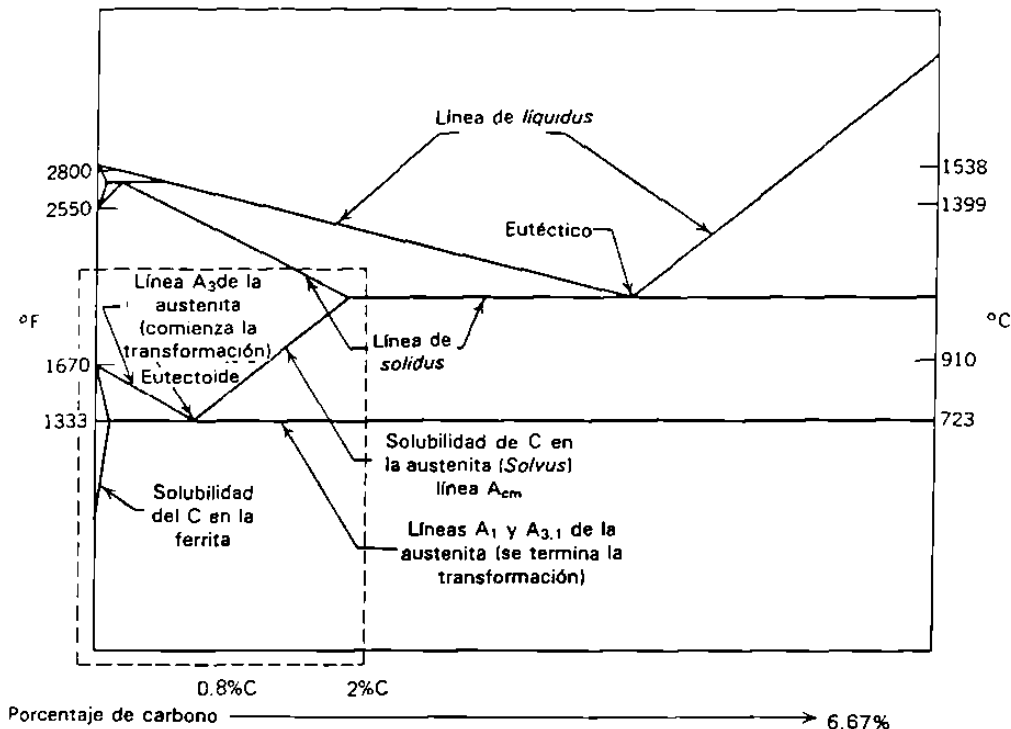 Línea de líquidus
2800
1538
2550
1399
Eutéctico
Línea A3 de la
austenita
(comienza la
transformación)
Eutectoide
°F
°C
Línea de
solidus
1670
910
1333
723
Solubilidad de C en
la austenita (Solvus)
línea Acm
Solubilidad
del C en la
ferrita
Líneas A1 y A3,1 de la
austenita (se termina la
transformación)
0.8%C
2%C
Porcentaje de carbono
6.67%